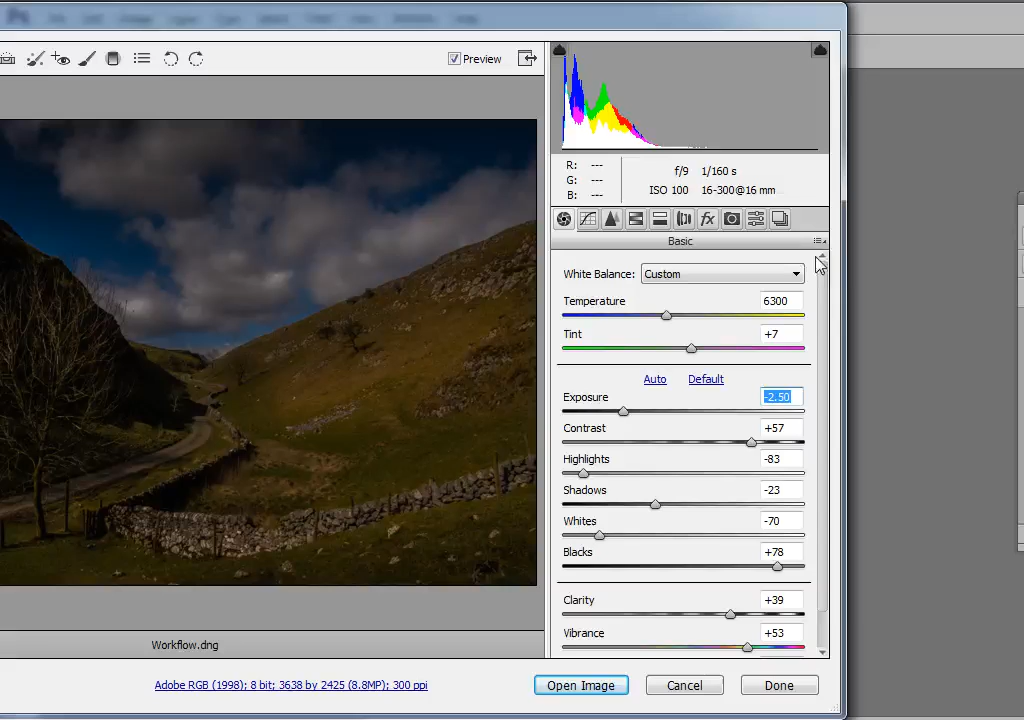 Preview
R: ---
G: ---
B: ---
f/9 1/160 s
ISO 100 16-300@16 mm
fx
Basic
White Balance: Custom
Temperature 6300
Tint +7
Auto Default
Exposure -2.50
Contrast +57
Highlights -83
Shadows -23
Whites -70
Blacks +78
Clarity +39
Vibrance +53
Workflow.dng
Adobe RGB (1998); 8 bit; 3638 by 2425 (8.8MP); 300 ppi
Open Image Cancel Done